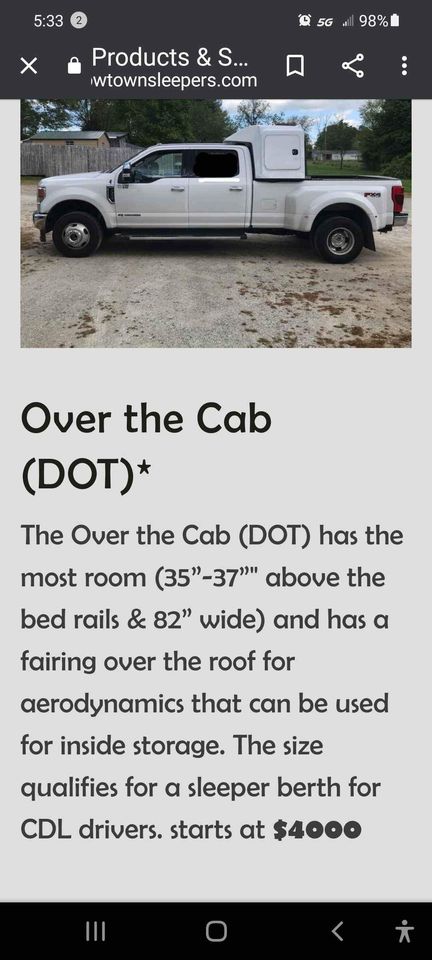 5:33 2 5G 98%
Products & S...
wtownsleepers.com
Over the Cab
(DOT)*
The Over the Cab (DOT) has the
most room (35”-37”" above the
bed rails & 82” wide) and has a
fairing over the roof for
aerodynamics that can be used
for inside storage. The size
qualifies for a sleeper berth for
CDL drivers. starts at $4000